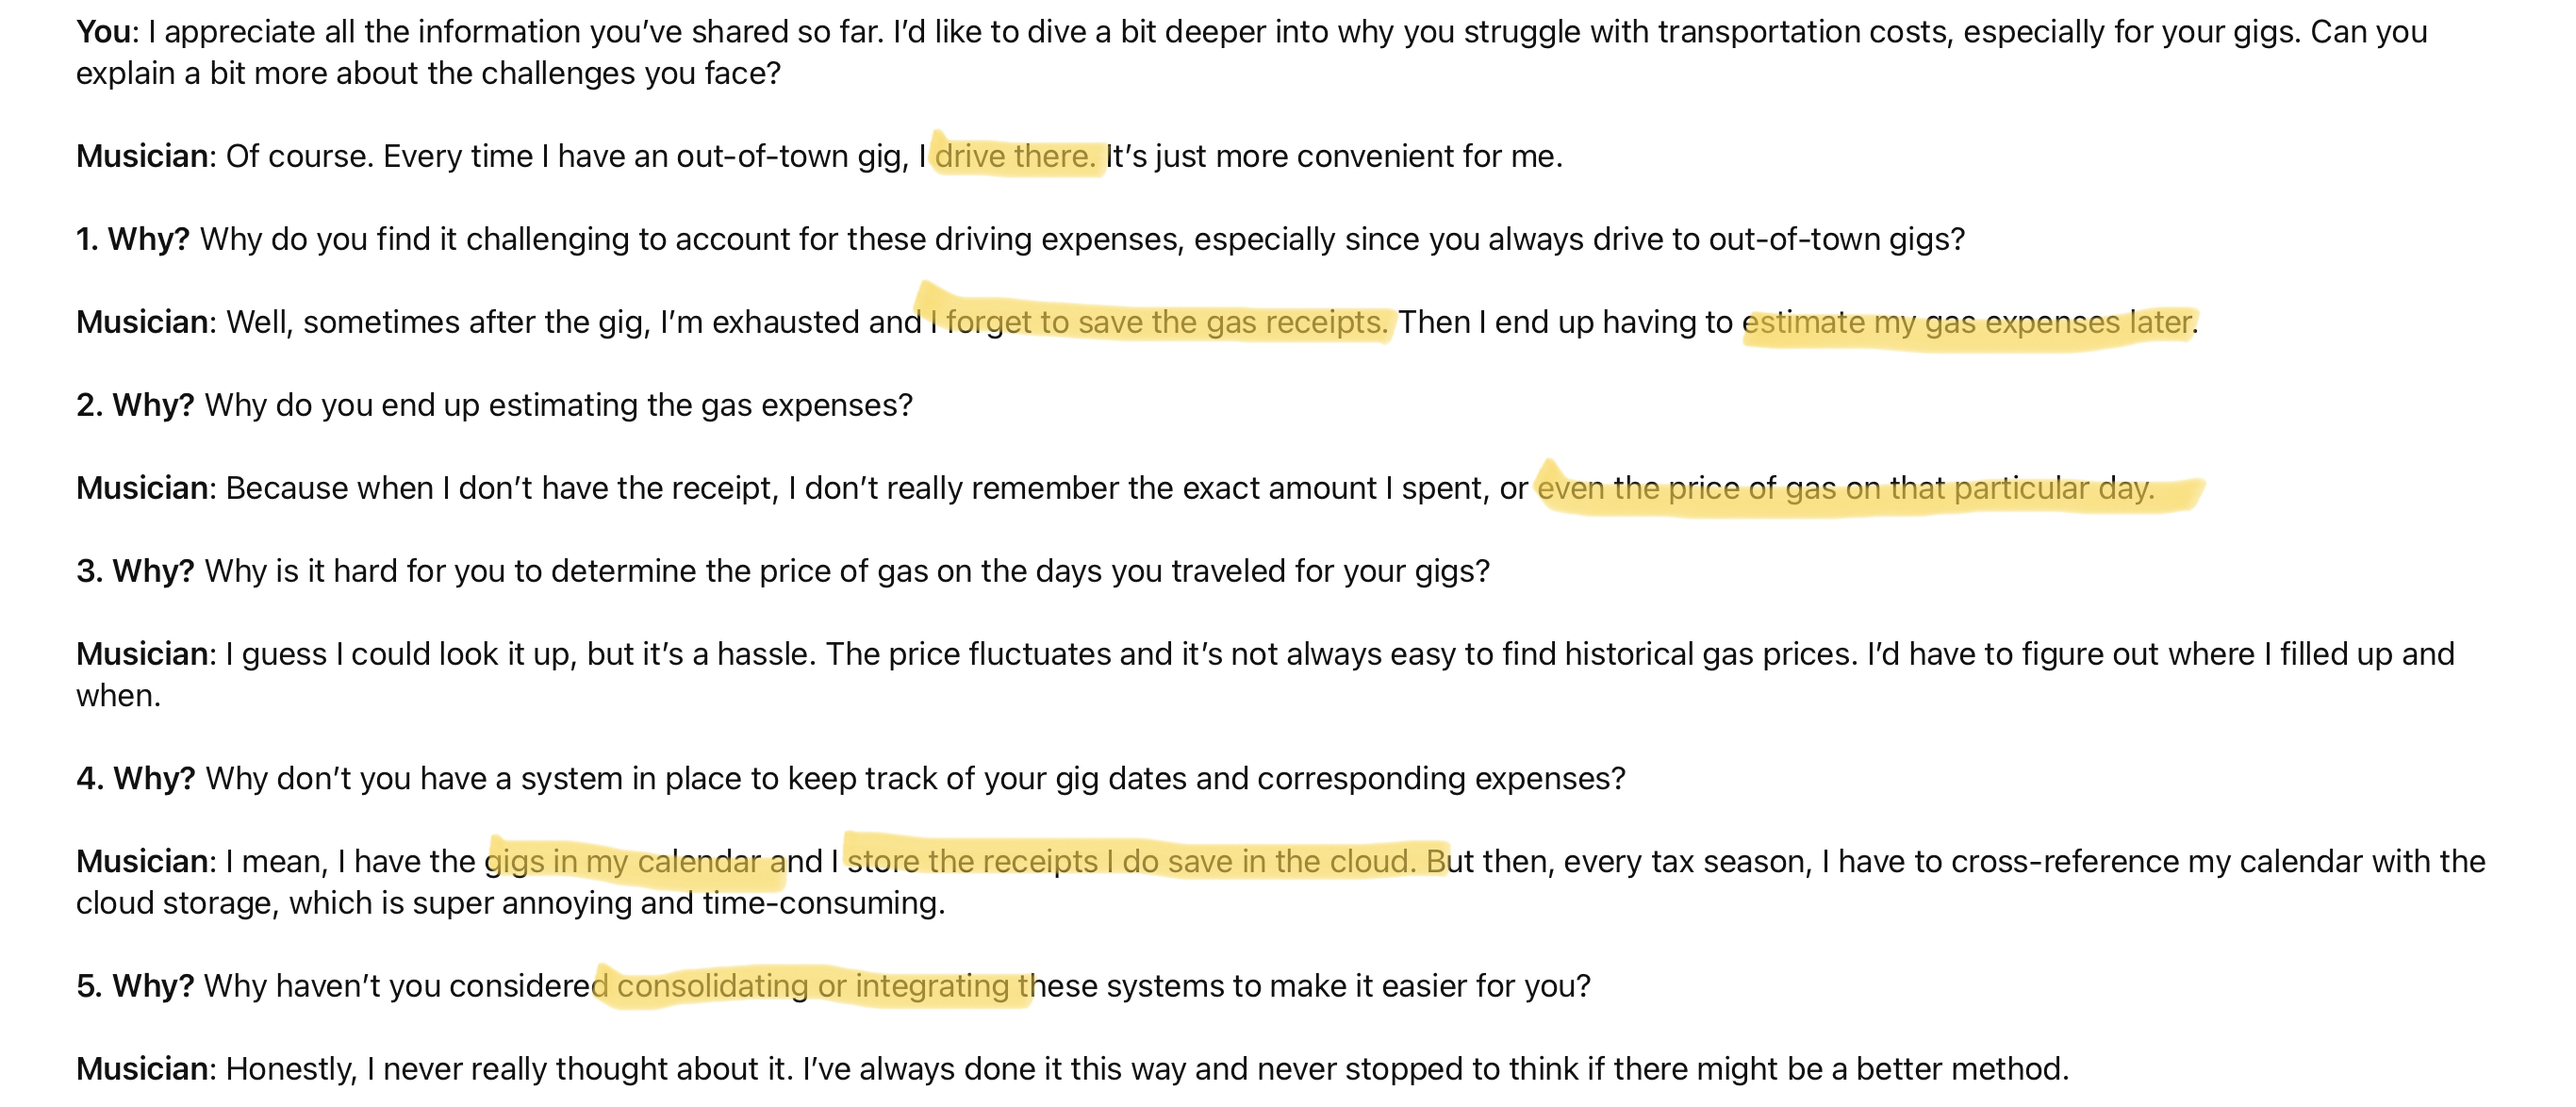 You: I appreciate all the information you’ve shared so far. I’d like to dive a bit deeper into why you struggle with transportation costs, especially for your gigs. Can you
explain a bit more about the challenges you face?
Musician: Of course. Every time I have an out-of-town gig, I drive there. It’s just more convenient for me.
1. Why? Why do you find it challenging to account for these driving expenses, especially since you always drive to out-of-town gigs?
Musician: Well, sometimes after the gig, I’m exhausted and I forget to save the gas receipts. Then I end up having to estimate my gas expenses later.
2. Why? Why do you end up estimating the gas expenses?
Musician: Because when I don’t have the receipt, I don’t really remember the exact amount I spent, or even the price of gas on that particular day.
3. Why? Why is it hard for you to determine the price of gas on the days you traveled for your gigs?
Musician: I guess I could look it up, but it’s a hassle. The price fluctuates and it’s not always easy to find historical gas prices. I’d have to figure out where I filled up and
when.
4. Why? Why don’t you have a system in place to keep track of your gig dates and corresponding expenses?
Musician: I mean, I have the gigs in my calendar and I store the receipts I do save in the cloud. But then, every tax season, I have to cross-reference my calendar with the
cloud storage, which is super annoying and time-consuming.
5. Why? Why haven’t you considered consolidating or integrating these systems to make it easier for you?
Musician: Honestly, I never really thought about it. I’ve always done it this way and never stopped to think if there might be a better method.